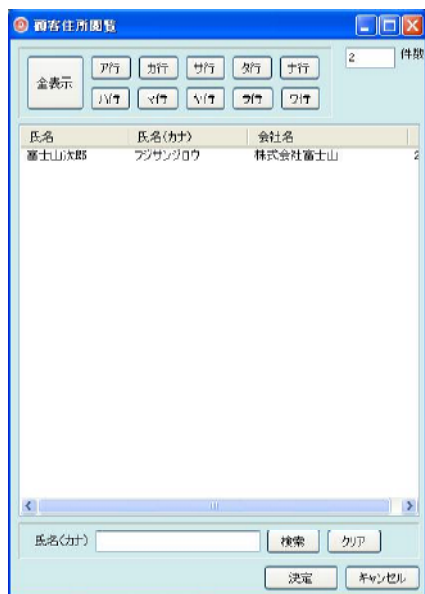 顧客住所閲覧
2 件数
全表示
ア行 カ行 サ行 タ行 ナ行
ハ行 マ行 ヤ行 ラ行 ワ行
氏名 氏名(カナ) 会社名
富士山次郎 フジサンジロウ 株式会社富士山 2
氏名(カナ) 検索 クリア
決定 キャンセル